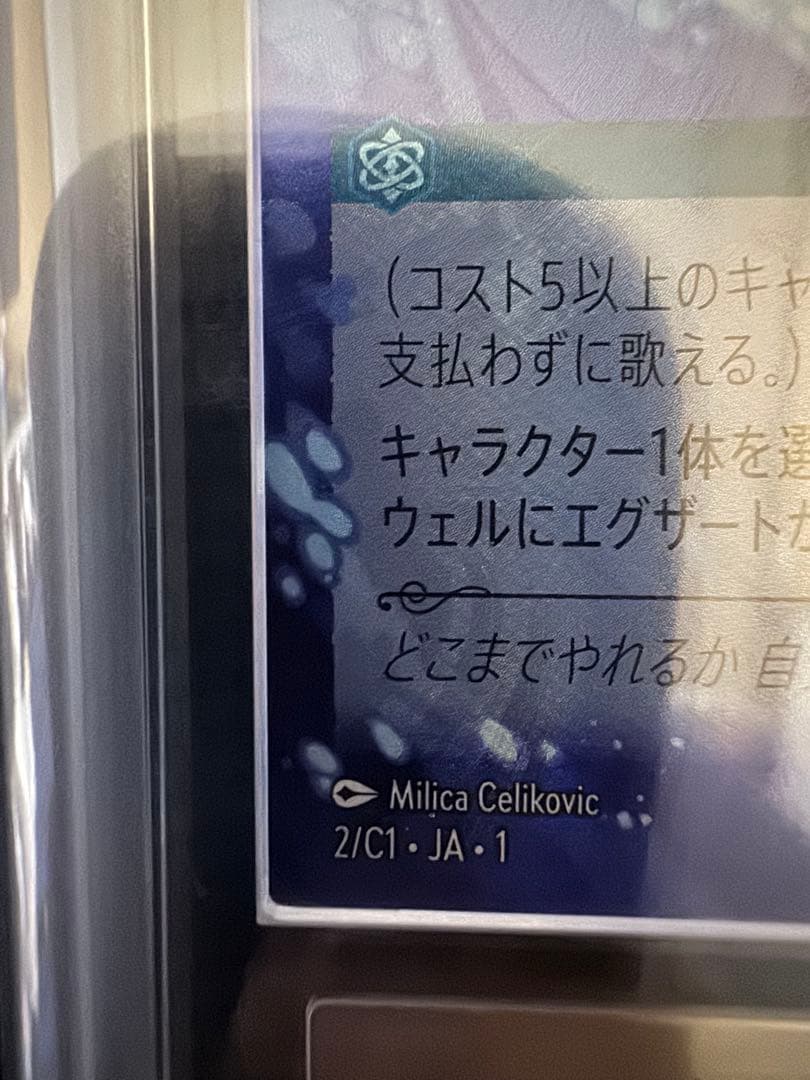 (コスト5以上のキャ
支払わずに歌える。)
キャラクター1体を選
ウェルにエグザート
どこまでやれるか 自
Milica Celikovic
2/C1・JA・1